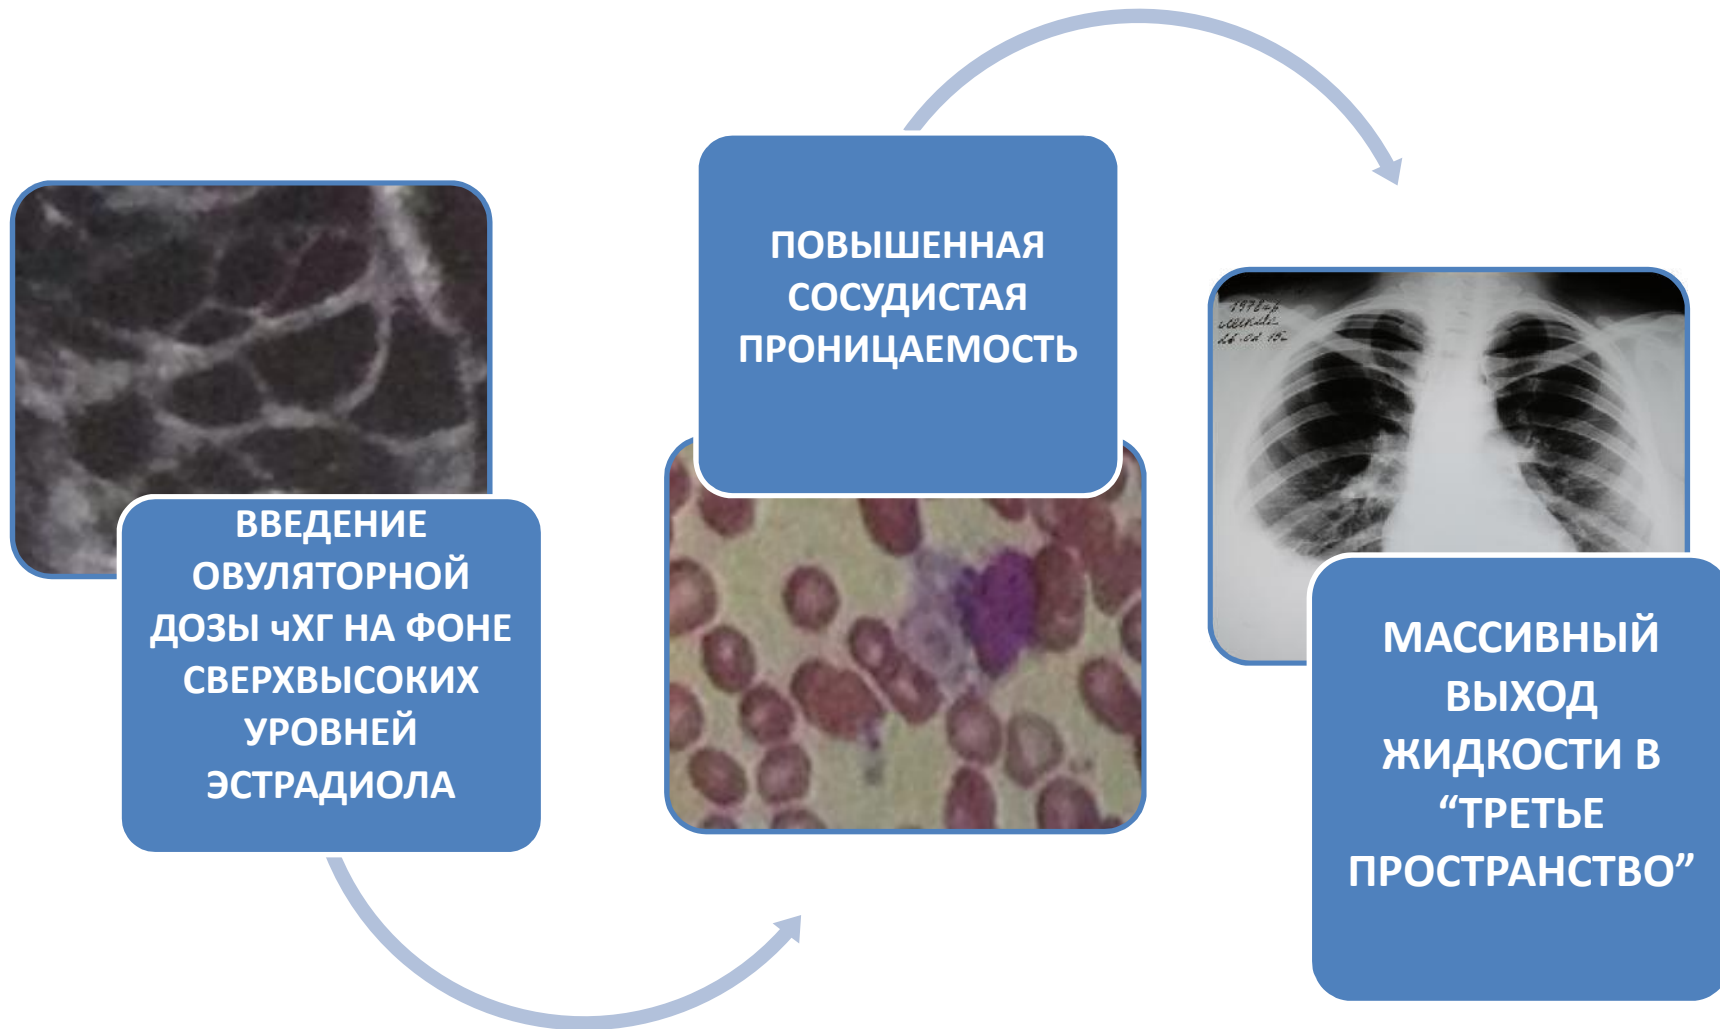 ВВЕДЕНИЕ
ОВУЛЯТОРНОЙ
ДОЗЫ чХГ НА ФОНЕ
СВЕРХВЫСОКИХ
УРОВНЕЙ
ЭСТРАДИОЛА
ПОВЫШЕННАЯ
СОСУДИСТАЯ
ПРОНИЦАЕМОСТЬ
МАССИВНЫЙ
ВЫХОД
ЖИДКОСТИ В
“ТРЕТЬЕ
ПРОСТРАНСТВО”